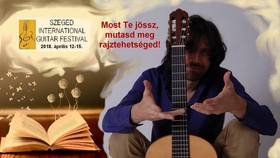 SZEGED
INTERNATIONAL
GUITAR FESTIVAL
2018. április 12-15.
Most Te jössz,
mutasd meg
rajztehetséged!